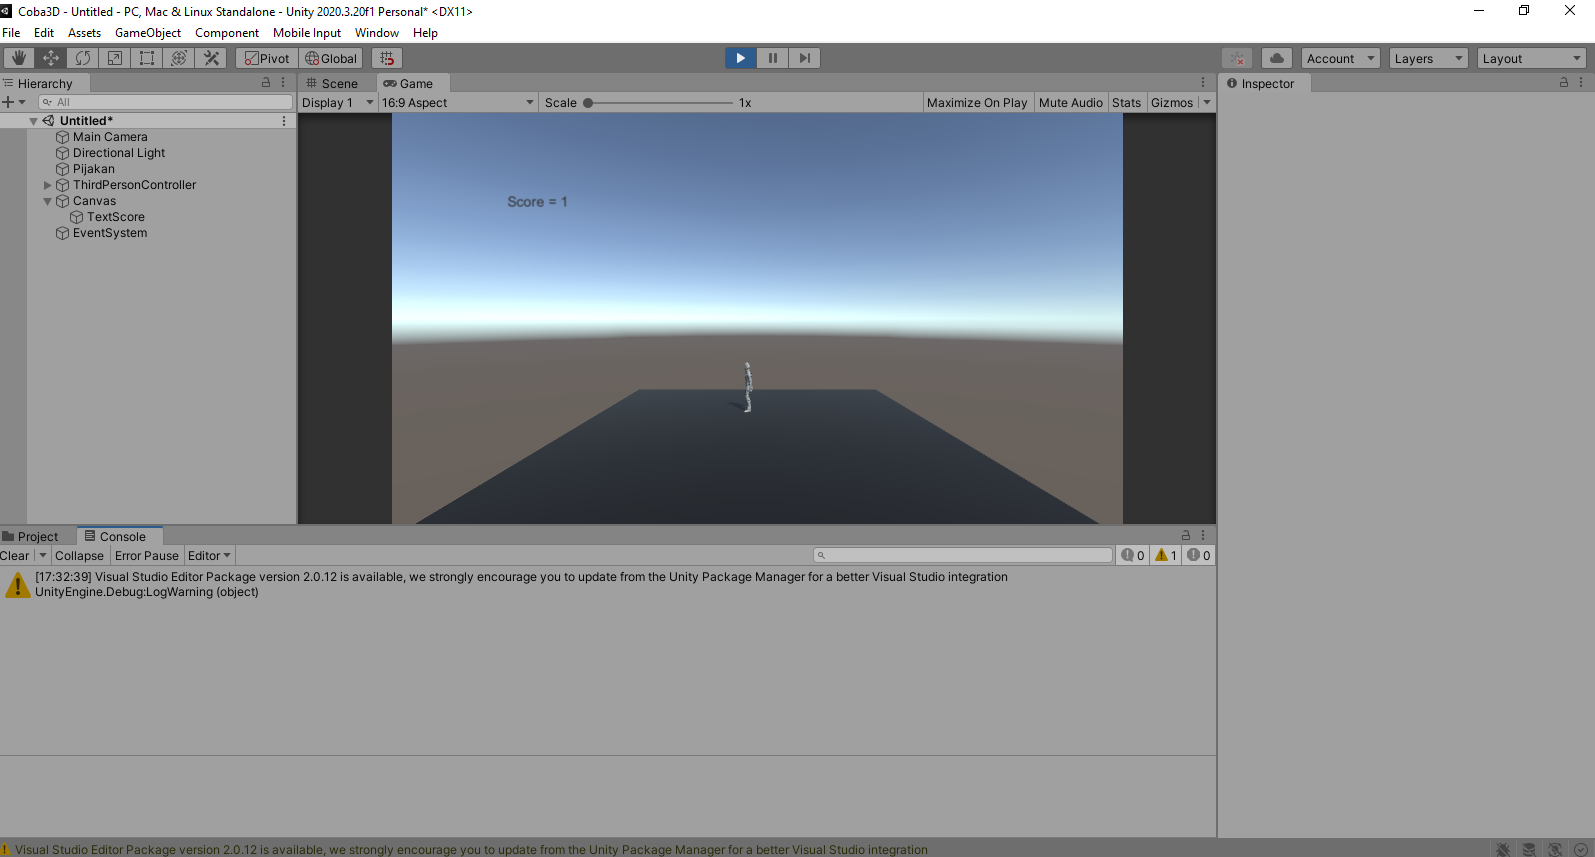 Coba3D - Untitled - PC, Mac & Linux Standalone - Unity 2020.3.20f1 Personal* <DX11>
File Edit Assets GameObject Component Mobile Input Window Help
Pivot Global Account Layers Layout
Hierarchy
All
Untitled*
Main Camera
Directional Light
Pijakan
ThirdPersonController
Canvas
TextScore
EventSystem
Scene Game
Display 1 16:9 Aspect Scale 1x Maximize On Play Mute Audio Stats Gizmos
Score = 1
Inspector
Project Console
Clear Collapse Error Pause Editor 0 1 0
[17:32:39] Visual Studio Editor Package version 2.0.12 is available, we strongly encourage you to update from the Unity Package Manager for a better Visual Studio integration
UnityEngine.Debug:LogWarning (object)
Visual Studio Editor Package version 2.0.12 is available, we strongly encourage you to update from the Unity Package Manager for a better Visual Studio integration